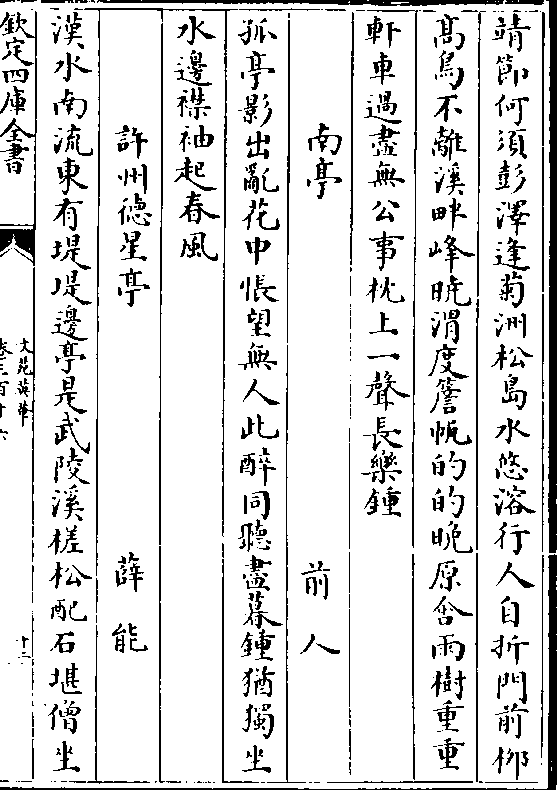 靖節何須彭澤逢菊洲松島水悠溶行人自折門前栁
髙鳥不離溪畔峰曉渭度簷帆的的晚原含雨樹重重
軒車過盡無公事枕上一聲長樂鍾
南亭 前人
孤亭影出亂花中悵望無人此醉同聽盡暮鍾猶獨坐
水邊襟袖起春風
許州德星亭 薛能
漢水南流東有堤堤邊亭是武陵溪槎松配石堪僧坐
欽定四庫全書
文苑英華
卷三百十六
十二